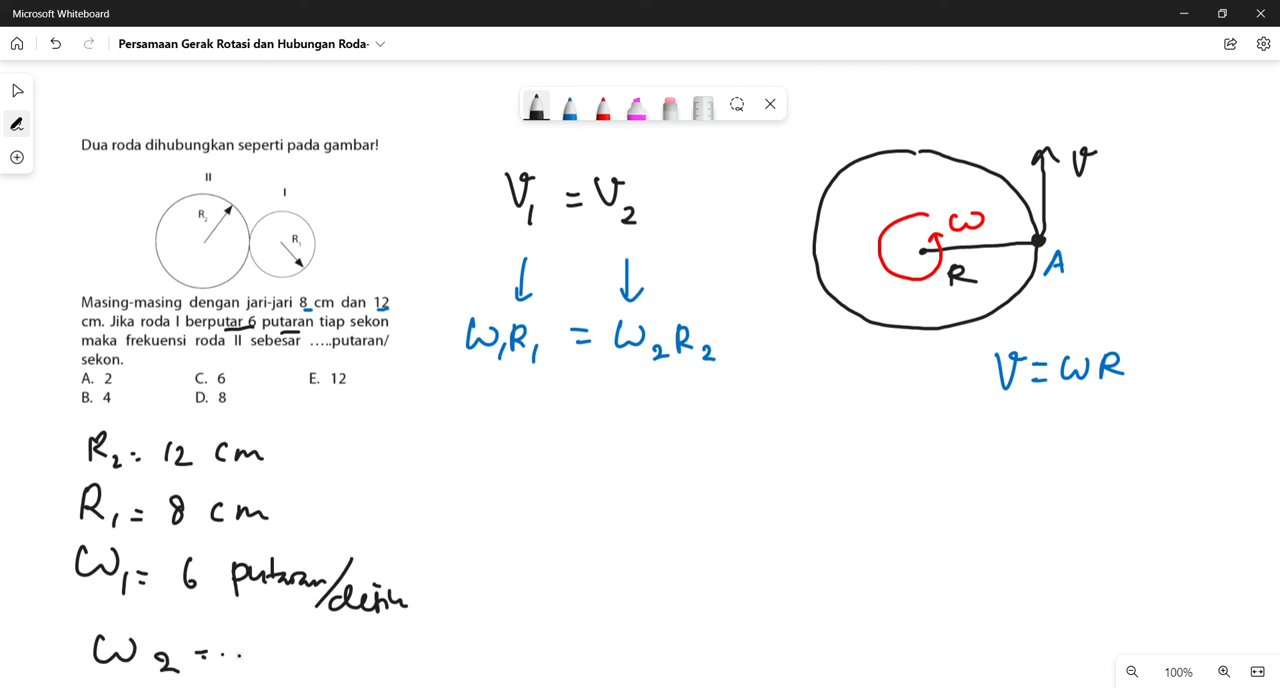 Microsoft Whiteboard
Persamaan Gerak Rotasi dan Hubungan Roda-
Dua roda dihubungkan seperti pada gambar!
II
I
R₂
R₁
Masing-masing dengan jari-jari 8 cm dan 12
cm. Jika roda I berputar 6 putaran tiap sekon
maka frekuensi roda II sebesar .....putaran/
sekon.
A. 2 C. 6 E. 12
B. 4 D. 8
R₂ = 12 cm
R₁ = 8 cm
ω₁ = 6 putaran/detik
ω₂ = ...
V₁ = V₂
ω₁R₁ = ω₂R₂
V
ω
R
A
V = ωR
100%